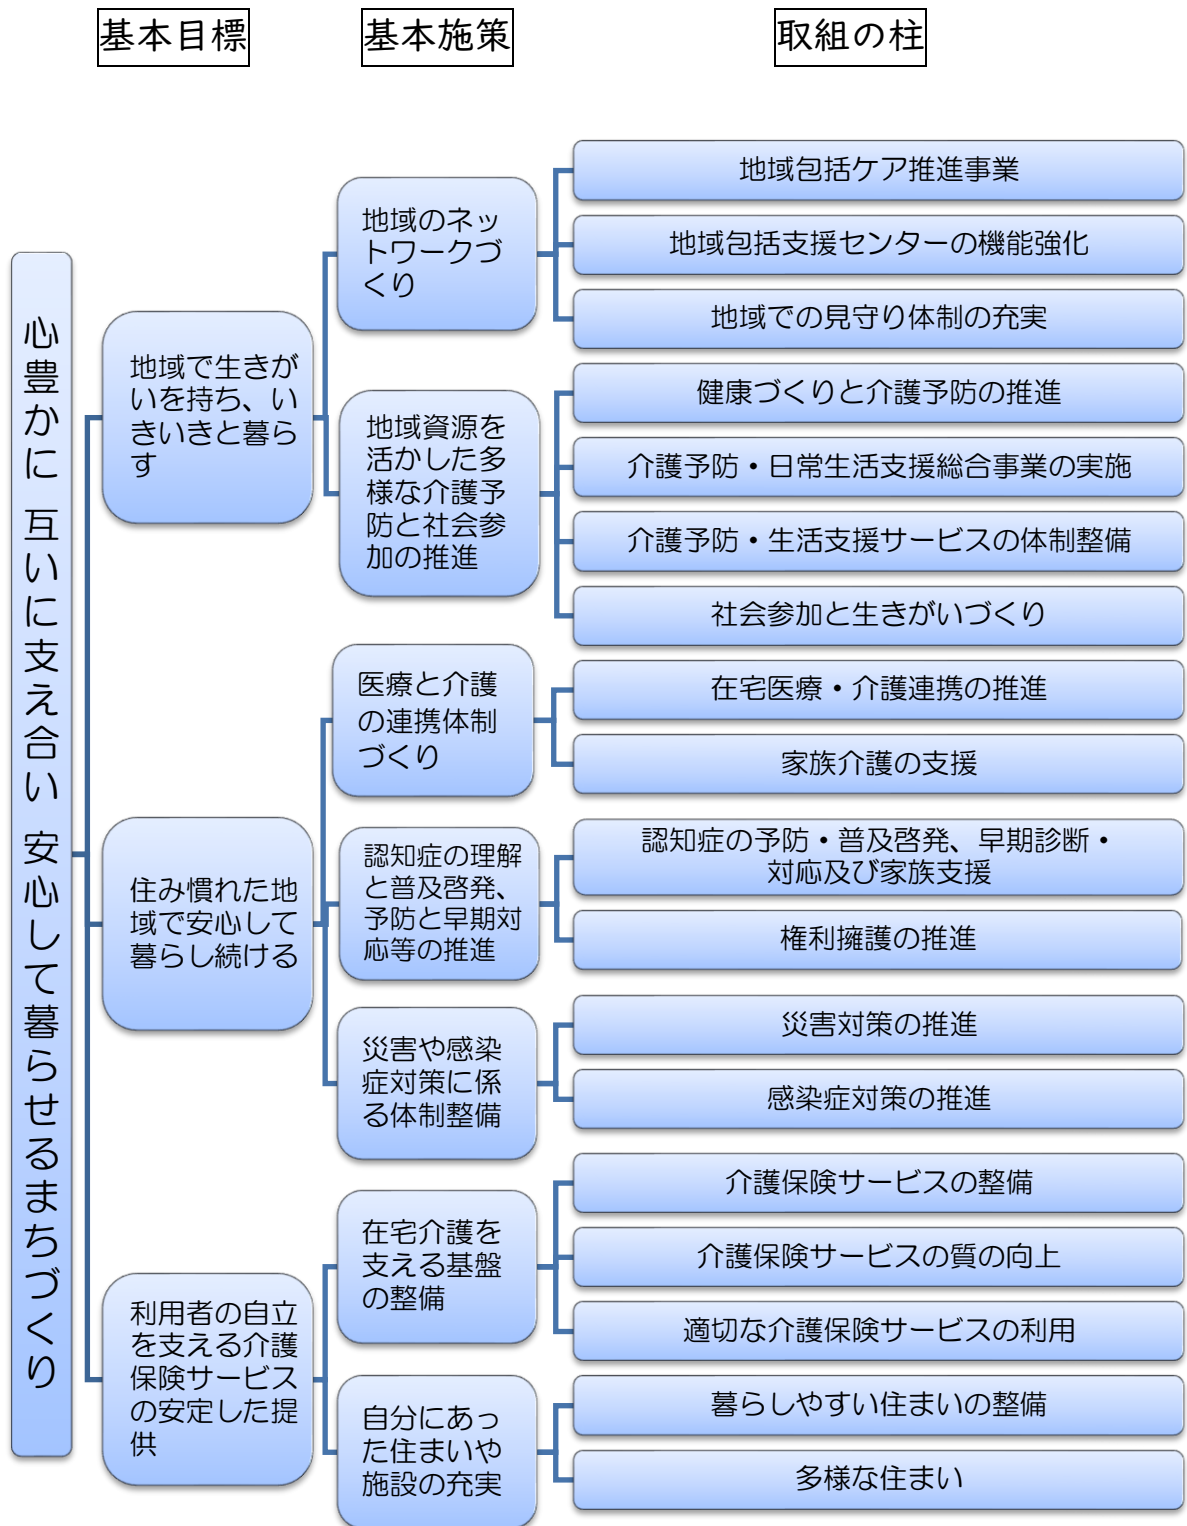 基本目標
基本施策
取組の柱
心豊かに 互いに支え合い 安心して暮らせるまちづくり
地域で生きが
いを持ち、い
きいきと暮ら
す
地域のネッ
トワークづ
くり
地域包括ケア推進事業
地域包括支援センターの機能強化
地域での見守り体制の充実
地域資源を
活かした多
様な介護予
防と社会参
加の推進
健康づくりと介護予防の推進
介護予防・日常生活支援総合事業の実施
介護予防・生活支援サービスの体制整備
社会参加と生きがいづくり
住み慣れた地
域で安心して
暮らし続ける
医療と介護
の連携体制
づくり
在宅医療・介護連携の推進
家族介護の支援
認知症の理解
と普及啓発、
予防と早期対
応等の推進
認知症の予防・普及啓発、早期診断・
対応及び家族支援
権利擁護の推進
災害や感染
症対策に係
る体制整備
災害対策の推進
感染症対策の推進
利用者の自立
を支える介護
保険サービス
の安定した提
供
在宅介護を
支える基盤
の整備
介護保険サービスの整備
介護保険サービスの質の向上
適切な介護保険サービスの利用
自分にあっ
た住まいや
施設の充実
暮らしやすい住まいの整備
多様な住まい